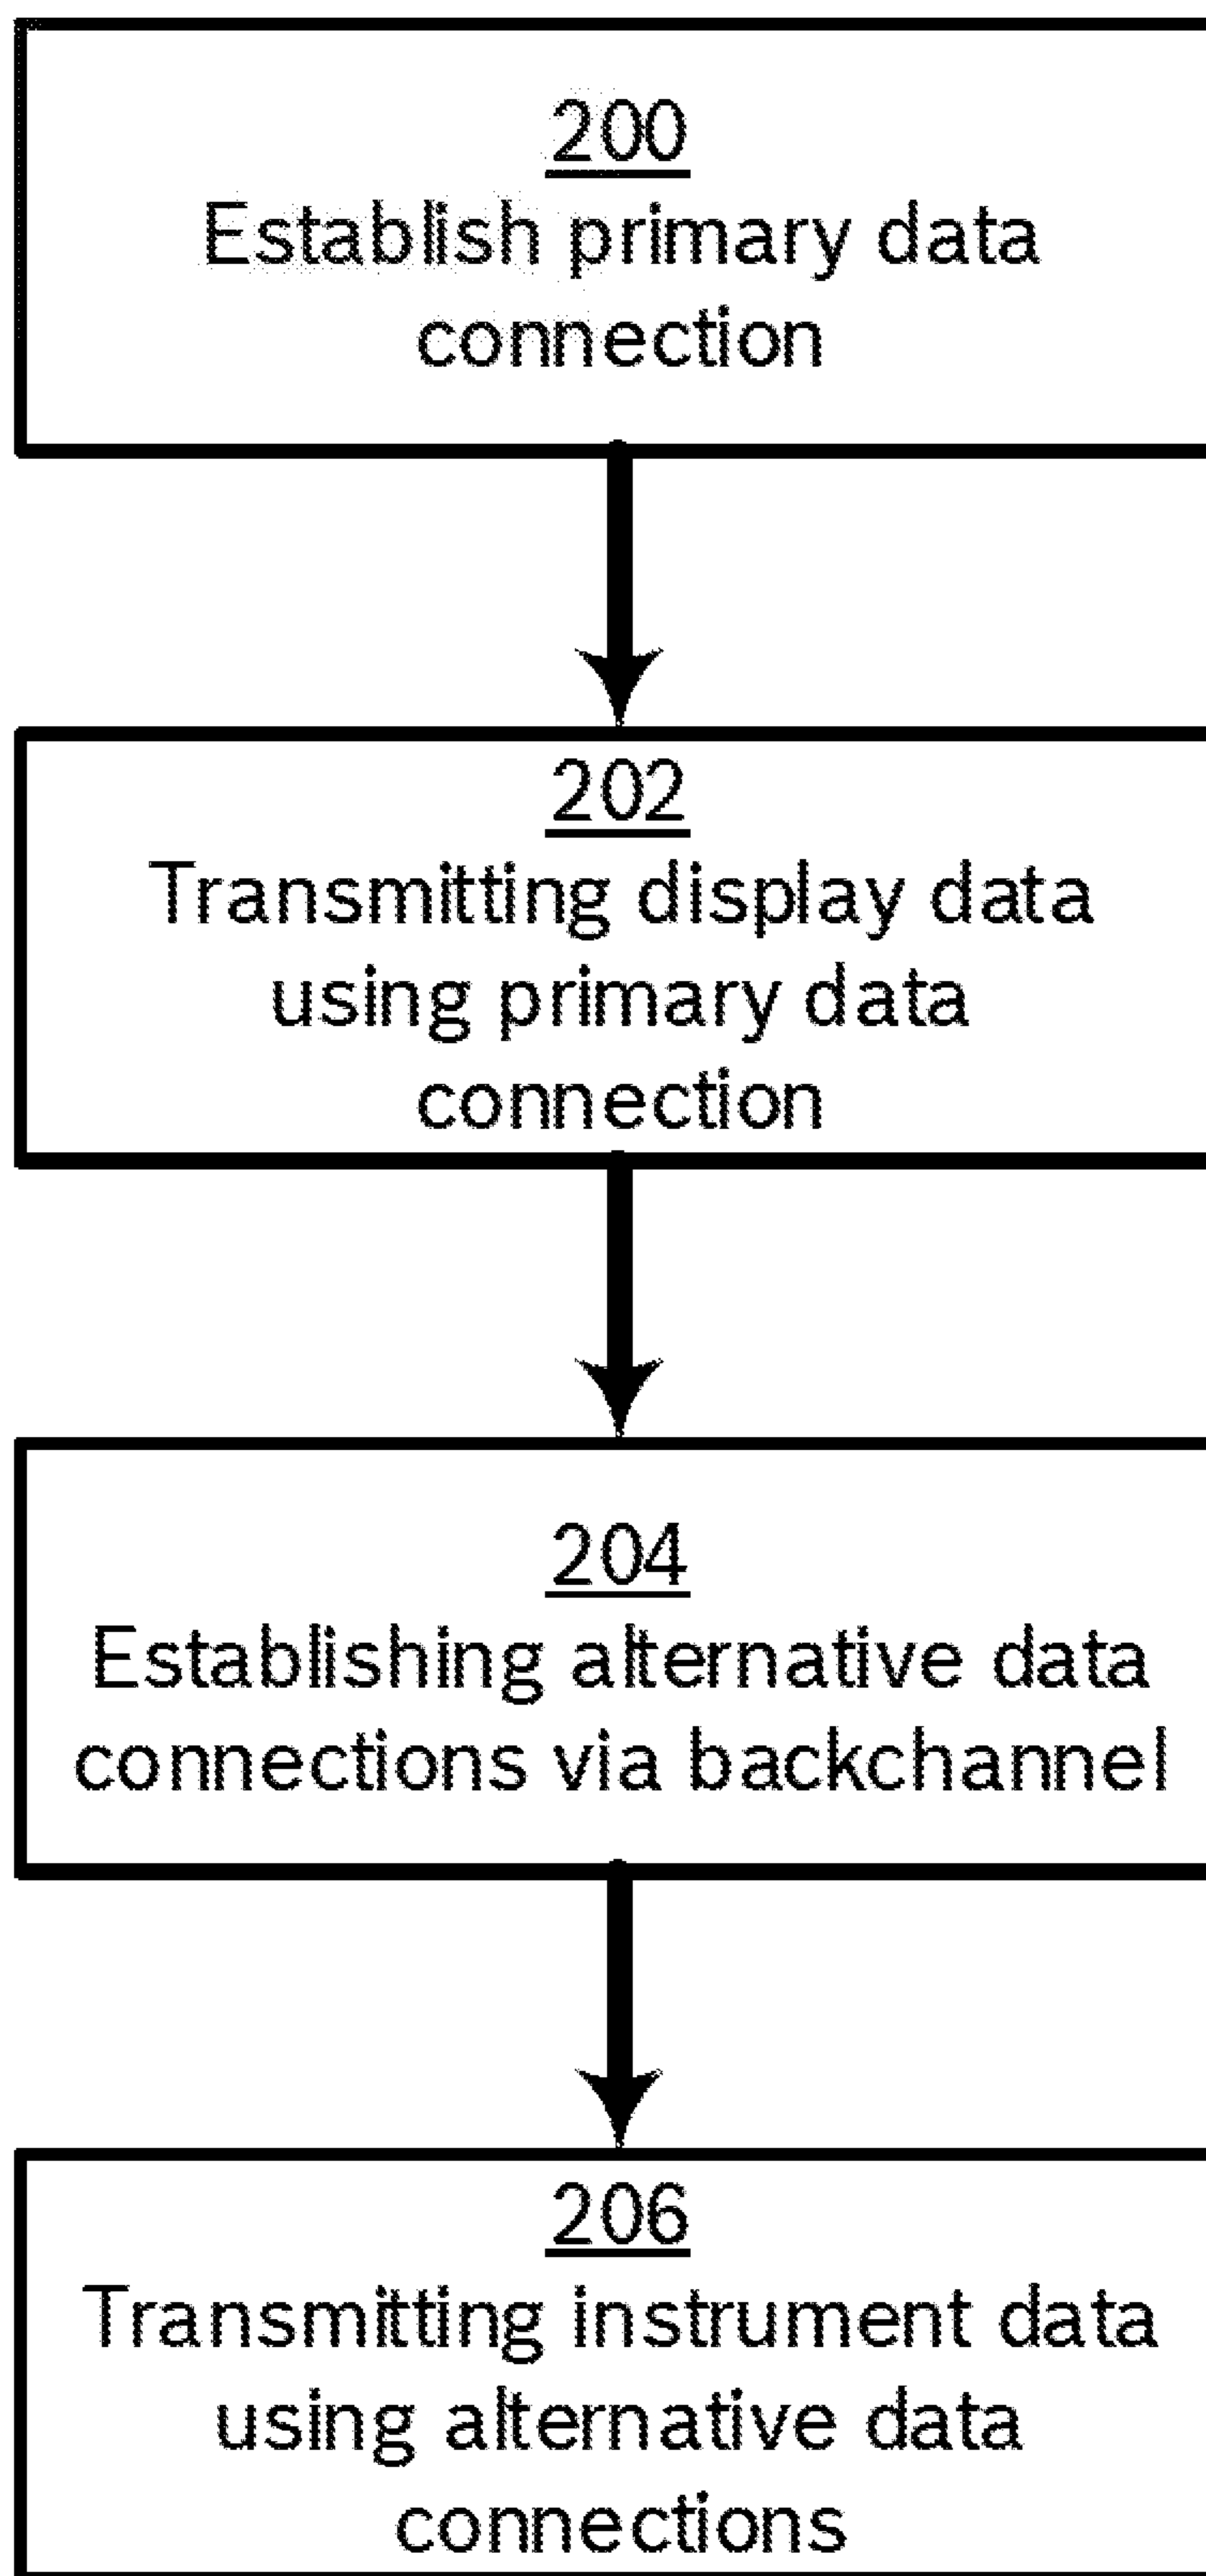 200
Establish primary data
connection
202
Transmitting display data
using primary data
connection
204
Establishing alternative data
connections via backchannel
206
Transmitting instrument data
using alternative data
connections